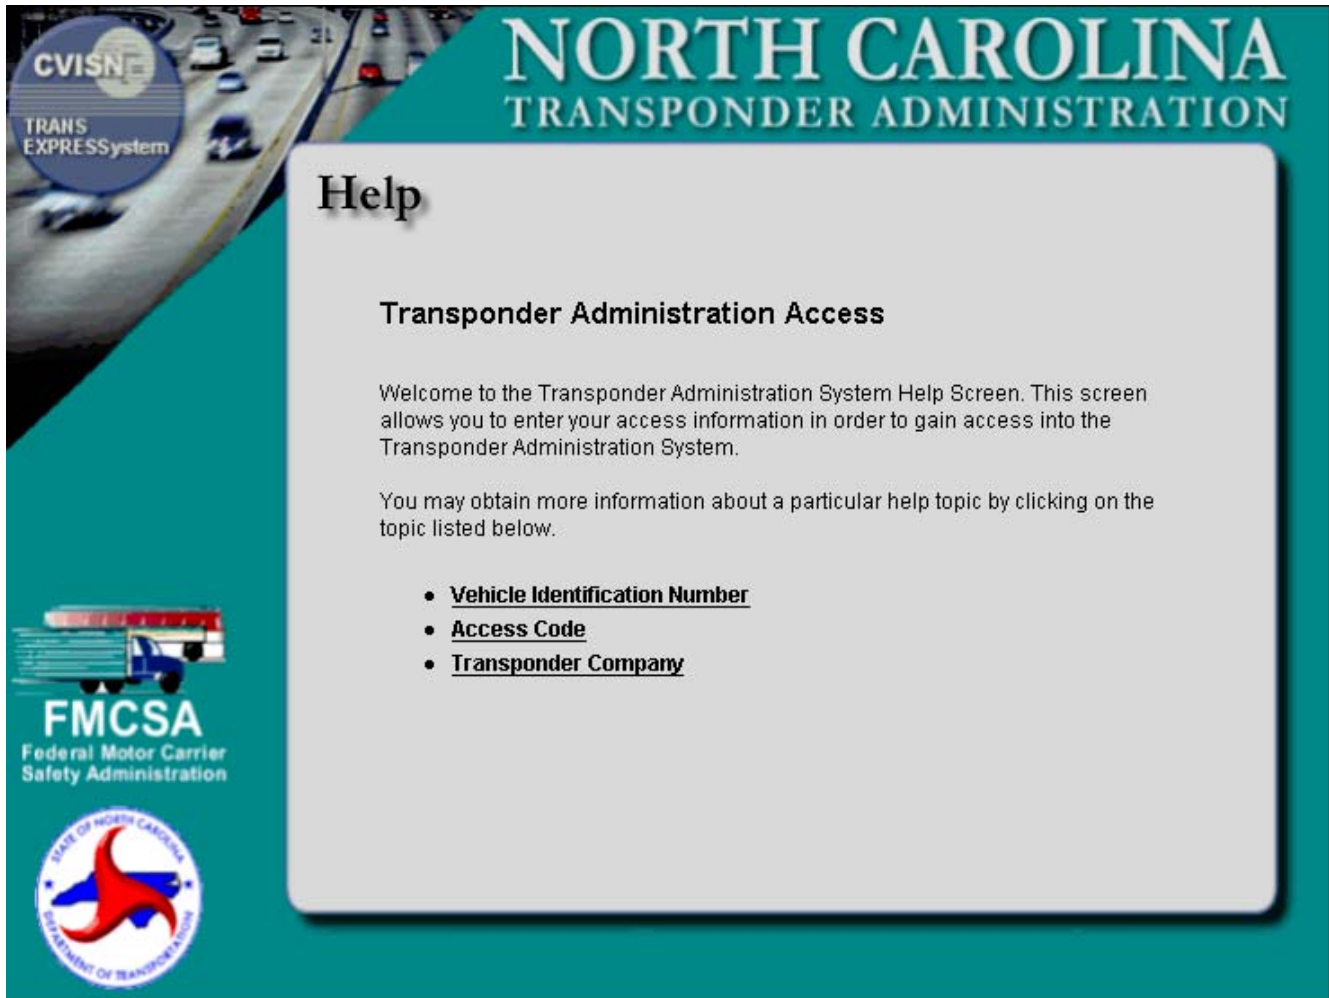 CVISN
TRANS
EXPRESSystem
NORTH CAROLINA
TRANSPONDER ADMINISTRATION
Help
Transponder Administration Access
Welcome to the Transponder Administration System Help Screen. This screen
allows you to enter your access information in order to gain access into the
Transponder Administration System.
You may obtain more information about a particular help topic by clicking on the
topic listed below.
• Vehicle Identification Number
• Access Code
• Transponder Company
FMCSA
Federal Motor Carrier
Safety Administration
STATE OF NORTH CAROLINA
DEPARTMENT OF TRANSPORTATION